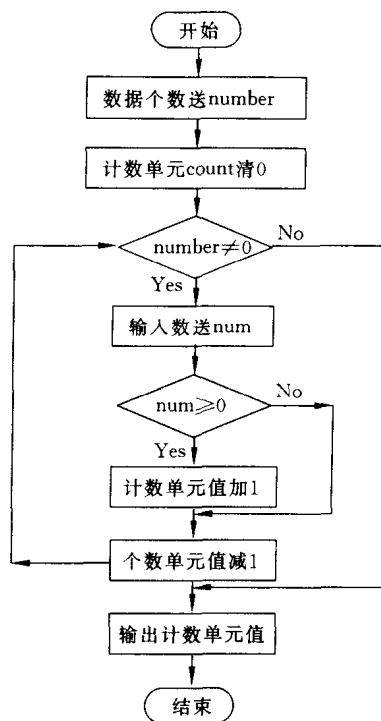 开始
数据个数送number
计数单元count清0
number≠0
No
Yes
输入数送num
num≥0
No
Yes
计数单元值加1
个数单元值减1
输出计数单元值
结束